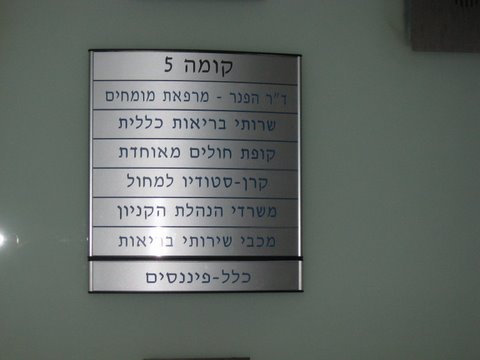 קומה 5
ד"ר הפנר - מרפאת מומחים
שרותי בריאות כללית
קופת חולים מאוחדת
קרן-סטודיו למחול
משרדי הנהלת הקניון
מכבי שירותי בריאות
כלל-פיננסים